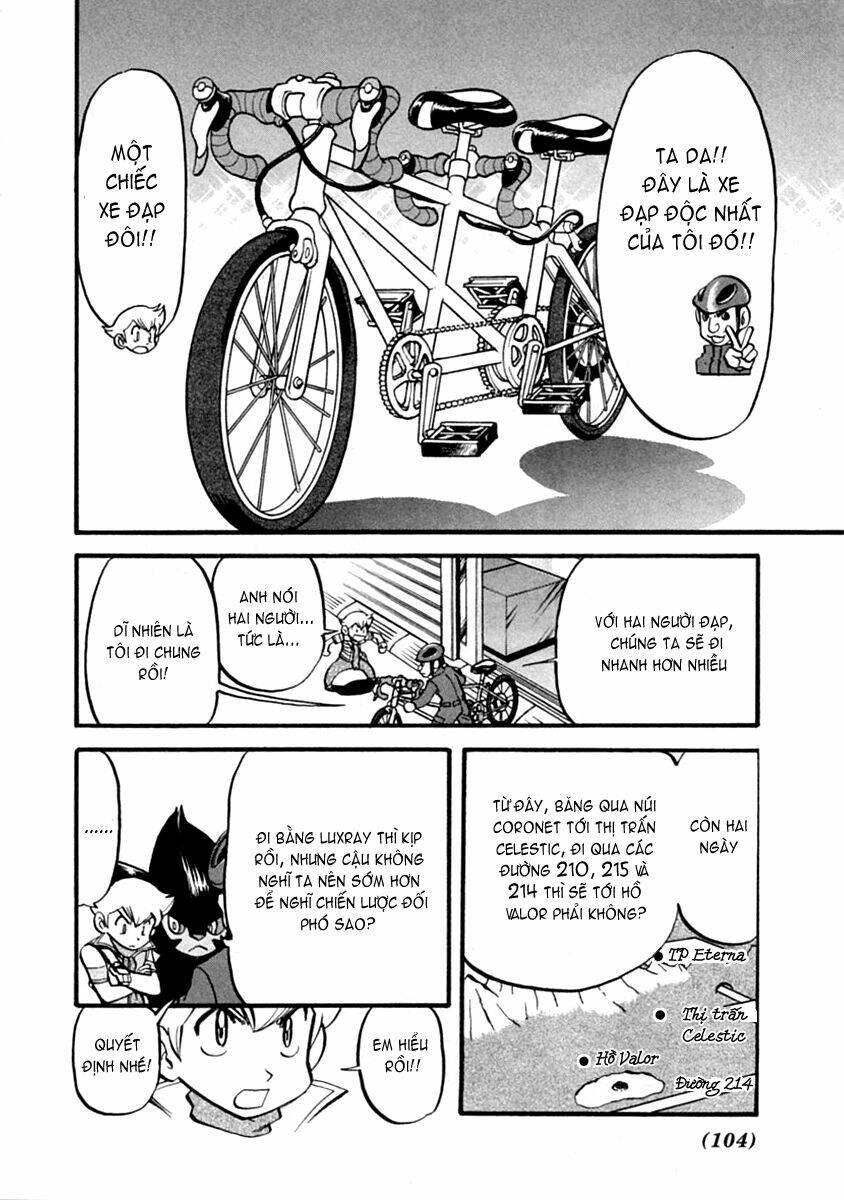 TA DA!!
ĐÂY LÀ XE
ĐẠP ĐỘC NHẤT
CỦA TÔI ĐÓ!!
MỘT
CHIẾC
XE ĐẠP
ĐÔI!!
VỚI HAI NGƯỜI ĐẠP,
CHÚNG TA SẼ ĐI
NHANH HƠN NHIỀU
ANH NÓI
HAI NGƯỜI...
TỨC LÀ...
DĨ NHIÊN LÀ
TÔI ĐI CHUNG
RỒI!
CÒN HAI
NGÀY
TỪ ĐÂY, BĂNG QUA NÚI
CORONET TỚI THỊ TRẤN
CELESTIC, ĐI QUA CÁC
ĐƯỜNG 210, 215 VÀ
214 THÌ SẼ TỚI HỒ
VALOR PHẢI KHÔNG?
TP Eterna
Thị trấn
Celestic
Hồ Valor
Đường 214
ĐI BẰNG LUXRAY THÌ KỊP
RỒI, NHƯNG CẬU KHÔNG
NGHĨ TA NÊN SỚM HƠN
ĐỂ NGHĨ CHIẾN LƯỢC ĐỐI
PHÓ SAO?
......
EM HIỂU
RỒI!!
QUYẾT
ĐỊNH NHÉ!
(104)